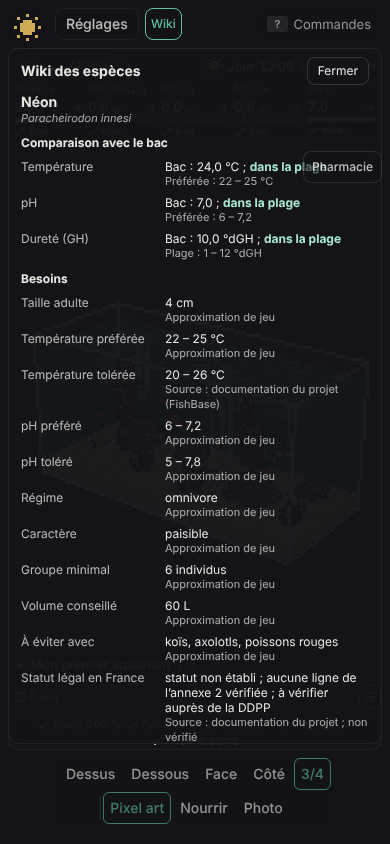 Réglages
Wiki
? Commandes
Wiki des espèces
Fermer
Néon
Paracheirodon innesi
Comparaison avec le bac
Température
Bac : 24,0 °C ; dans la plage
Préférée : 22 – 25 °C
Pharmacie
pH
Bac : 7,0 ; dans la plage
Préférée : 6 – 7,2
Dureté (GH)
Bac : 10,0 °dGH ; dans la plage
Plage : 1 – 12 °dGH
Besoins
Taille adulte
4 cm
Approximation de jeu
Température préférée
22 – 25 °C
Approximation de jeu
Température tolérée
20 – 26 °C
Source : documentation du projet
(FishBase)
pH préféré
6 – 7,2
Approximation de jeu
pH toléré
5 – 7,8
Approximation de jeu
Régime
omnivore
Approximation de jeu
Caractère
paisible
Approximation de jeu
Groupe minimal
6 individus
Approximation de jeu
Volume conseillé
60 L
Approximation de jeu
À éviter avec
koïs, axolotls, poissons rouges
Approximation de jeu
Mon premier aquarium
Statut légal en France
statut non établi ; aucune ligne de
l'annexe 2 vérifiée ; à vérifier
auprès de la DDPP
Source : documentation du projet ; non
vérifié
Dessus
Dessous
Face
Côté
3/4
Pixel art
Nourrir
Photo